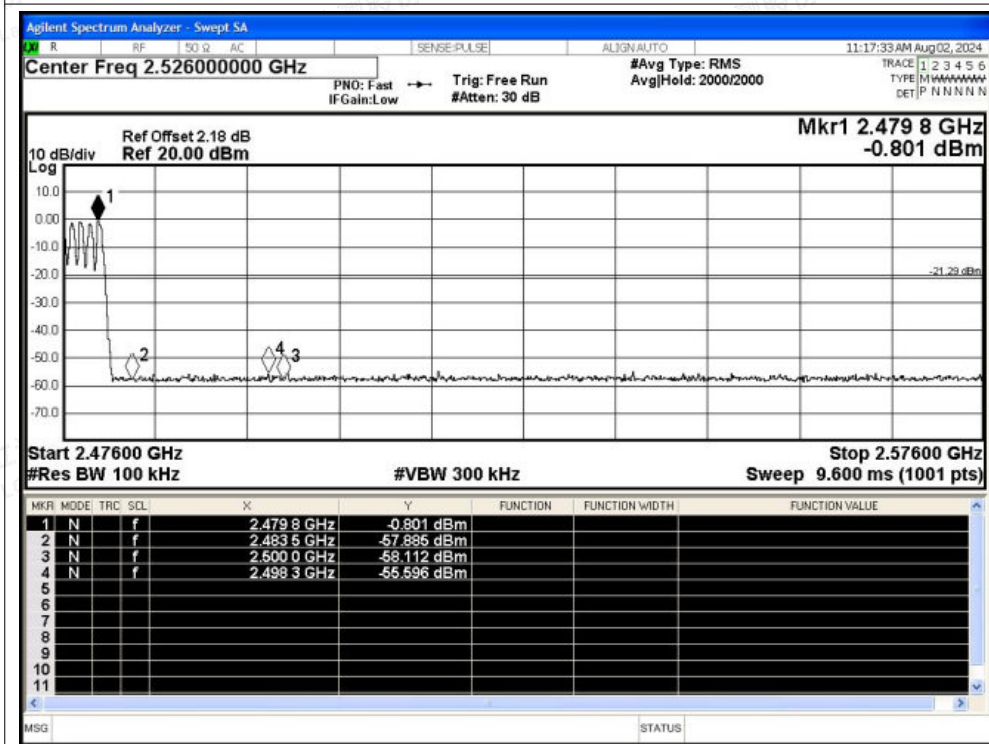 Agilent Spectrum Analyzer - Swept SA
LXI R RF 50 Ω AC SENSE:PULSE ALIGN AUTO 11:17:33 AM Aug 02, 2024
Center Freq 2.526000000 GHz
PNO: Fast
IFGain:Low
Trig: Free Run
#Atten: 30 dB
#Avg Type: RMS
Avg|Hold: 2000/2000
TRACE 1 2 3 4 5 6
TYPE M WWWWW
DET P N N N N N
Mkr1 2.479 8 GHz
-0.801 dBm
Ref Offset 2.18 dB
10 dB/div Ref 20.00 dBm
Log
10.0
0.00
-10.0
-20.0
-30.0
-40.0
-50.0
-60.0
-70.0
1
2
4
3
-21.29 dBm
Start 2.47600 GHz Stop 2.57600 GHz
#Res BW 100 kHz #VBW 300 kHz Sweep 9.600 ms (1001 pts)
MKR MODE TRC SCL X Y FUNCTION FUNCTION WIDTH FUNCTION VALUE
1 N f 2.479 8 GHz -0.801 dBm
2 N f 2.483 5 GHz -57.885 dBm
3 N f 2.500 0 GHz -58.112 dBm
4 N f 2.498 3 GHz -55.596 dBm
5
6
7
8
9
10
11
MSG STATUS